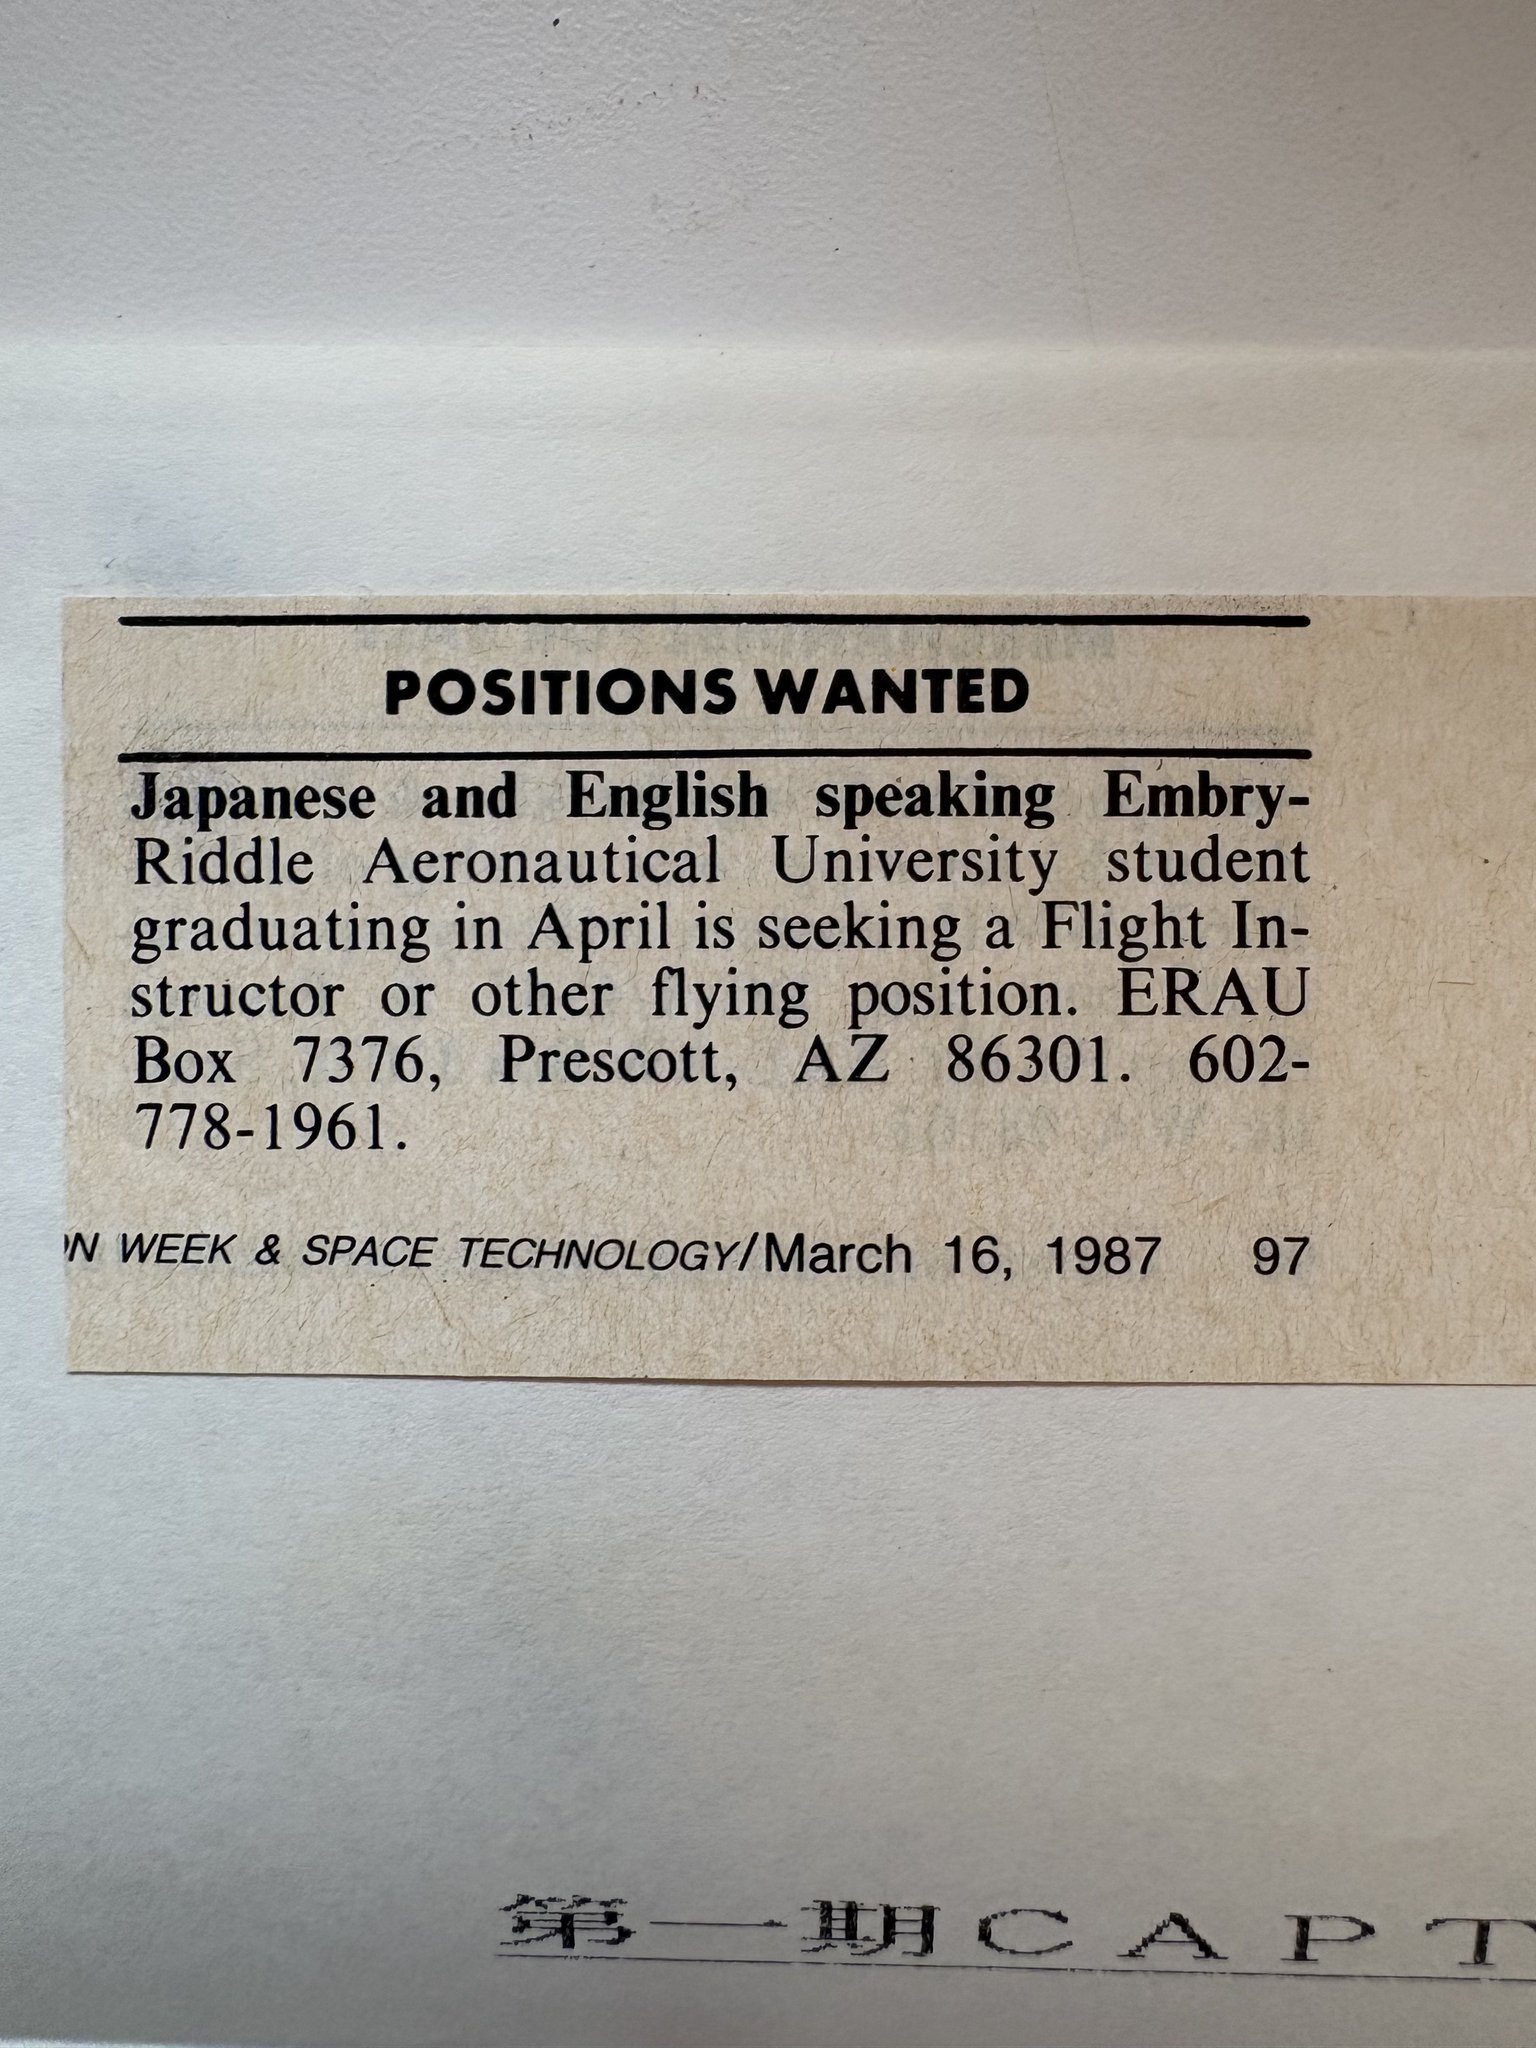 POSITIONS WANTED
Japanese and English speaking Embry-
Riddle Aeronautical University student
graduating in April is seeking a Flight In-
structor or other flying position. ERAU
Box 7376, Prescott, AZ 86301. 602-
778-1961.
ON WEEK & SPACE TECHNOLOGY/March 16, 1987 97
第一期CAPT